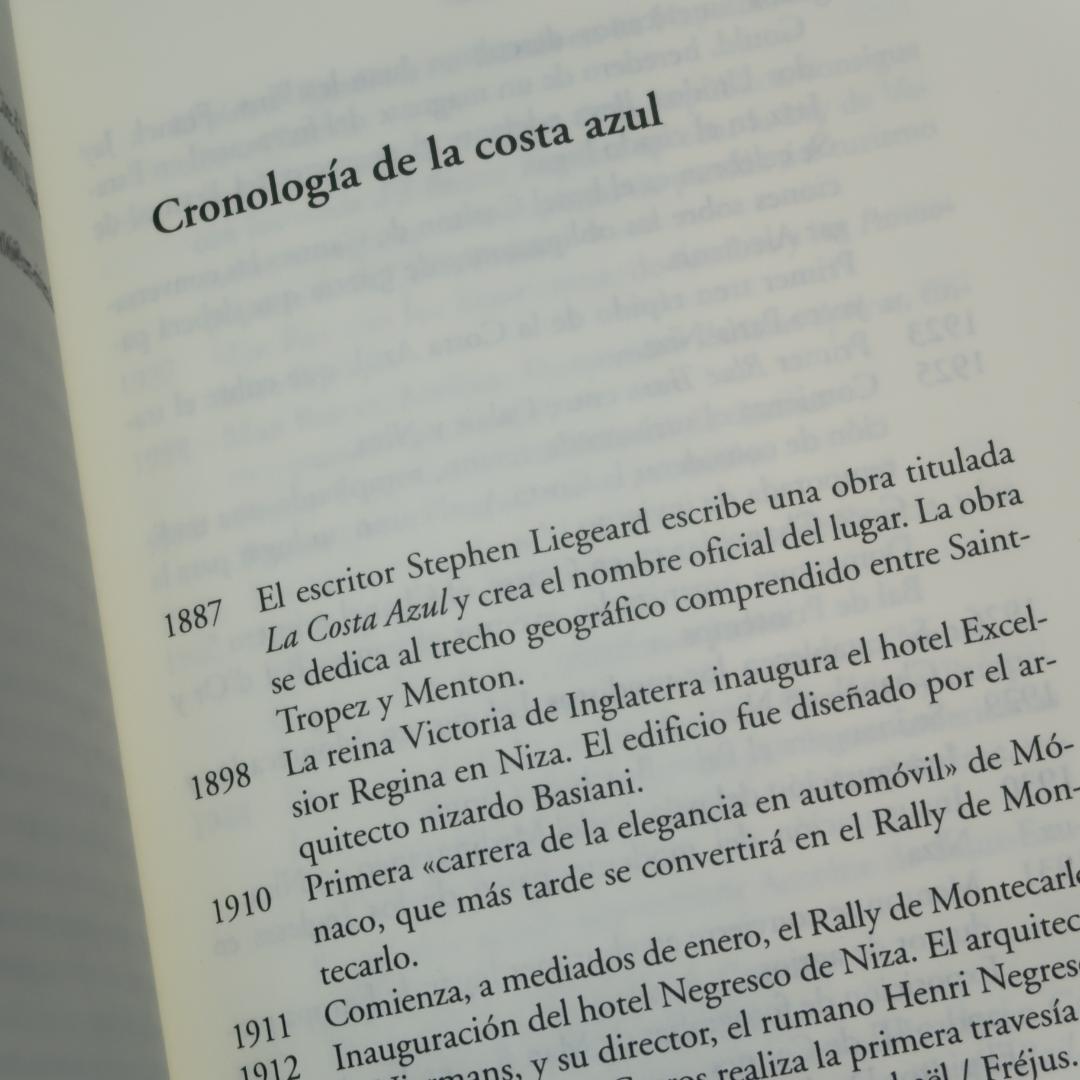 Cronología de la costa azul
1887 El escritor Stephen Liegeard escribe una obra titulada
La Costa Azul y crea el nombre oficial del lugar. La obra
se dedica al trecho geográfico comprendido entre Saint-
Tropez y Menton.
1898 La reina Victoria de Inglaterra inaugura el hotel Excel-
sior Regina en Niza. El edificio fue diseñado por el ar-
quitecto nizardo Basiani.
1910 Primera «carrera de la elegancia en automóvil» de Mó-
naco, que más tarde se convertirá en el Rally de Mon-
tecarlo.
1911 Comienza, a mediados de enero, el Rally de Montecarlo
1912 Inauguración del hotel Negresco de Niza. El arquitec
y su director, el rumano Henri Negresc
realiza la primera travesía
/ Fréjus.